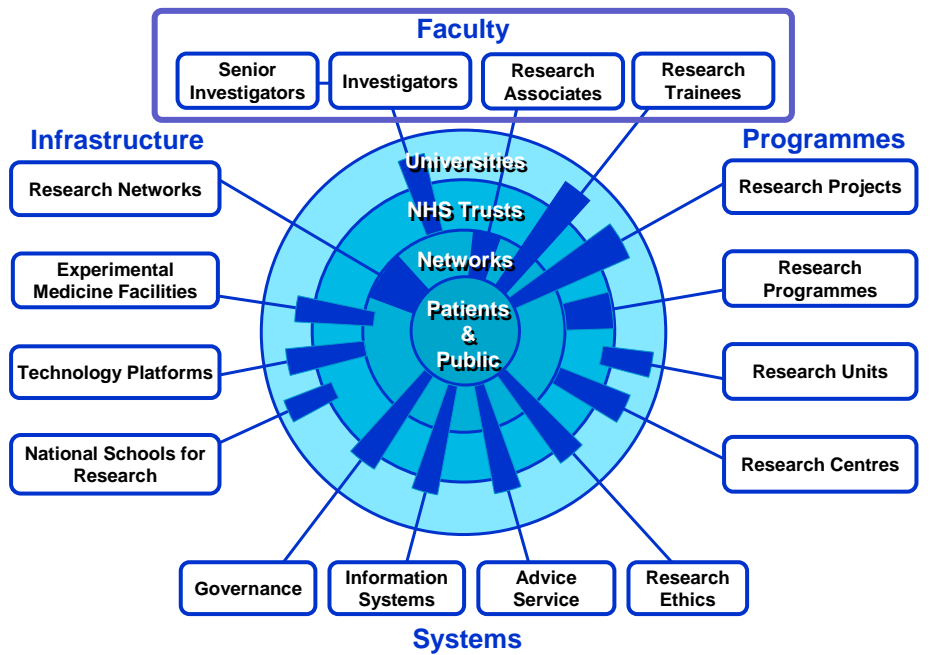 Faculty
Senior
Investigators
Investigators
Research
Associates
Research
Trainees
Infrastructure
Programmes
Research Networks
Experimental
Medicine Facilities
Technology Platforms
National Schools for
Research
Universities
NHS Trusts
Networks
Patients
&
Public
Research Projects
Research
Programmes
Research Units
Research Centres
Governance
Information
Systems
Advice
Service
Research
Ethics
Systems